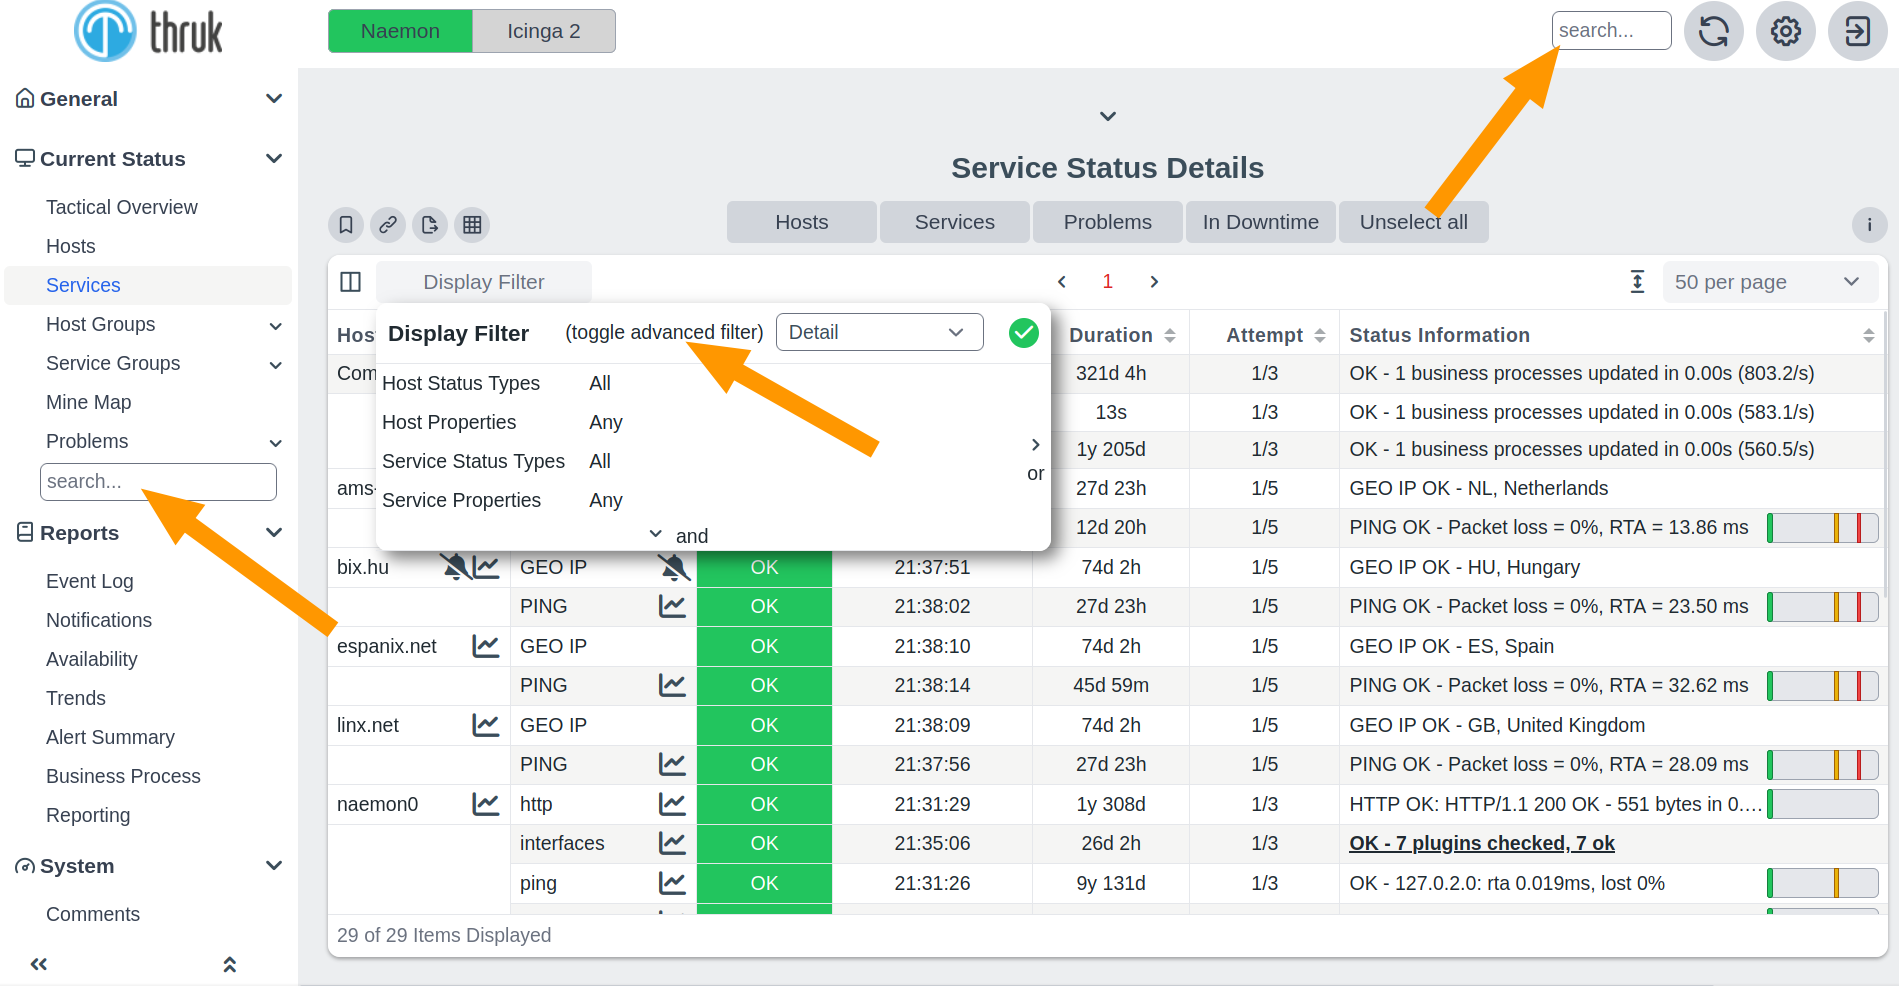 thruk
Naemon Icinga 2
search...
General
Current Status
Tactical Overview
Hosts
Services
Host Groups
Service Groups
Mine Map
Problems
search...
Reports
Event Log
Notifications
Availability
Trends
Alert Summary
Business Process
Reporting
System
Comments
Service Status Details
Hosts Services Problems In Downtime Unselect all
i
Display Filter
1
50 per page
Display Filter (toggle advanced filter) Detail
Host Status Types All
Host Properties Any
Service Status Types All
Service Properties Any
or
and
Duration Attempt Status Information
321d 4h 1/3 OK - 1 business processes updated in 0.00s (803.2/s)
13s 1/3 OK - 1 business processes updated in 0.00s (583.1/s)
1y 205d 1/3 OK - 1 business processes updated in 0.00s (560.5/s)
ams- 27d 23h 1/5 GEO IP OK - NL, Netherlands
12d 20h 1/5 PING OK - Packet loss = 0%, RTA = 13.86 ms
bix.hu GEO IP OK 21:37:51 74d 2h 1/5 GEO IP OK - HU, Hungary
PING OK 21:38:02 27d 23h 1/5 PING OK - Packet loss = 0%, RTA = 23.50 ms
espanix.net GEO IP OK 21:38:10 74d 2h 1/5 GEO IP OK - ES, Spain
PING OK 21:38:14 45d 59m 1/5 PING OK - Packet loss = 0%, RTA = 32.62 ms
linx.net GEO IP OK 21:38:09 74d 2h 1/5 GEO IP OK - GB, United Kingdom
PING OK 21:37:56 27d 23h 1/5 PING OK - Packet loss = 0%, RTA = 28.09 ms
naemon0 http OK 21:31:29 1y 308d 1/3 HTTP OK: HTTP/1.1 200 OK - 551 bytes in 0....
interfaces OK 21:35:06 26d 2h 1/3 OK - 7 plugins checked, 7 ok
ping OK 21:31:26 9y 131d 1/3 OK - 127.0.2.0: rta 0.019ms, lost 0%
29 of 29 Items Displayed